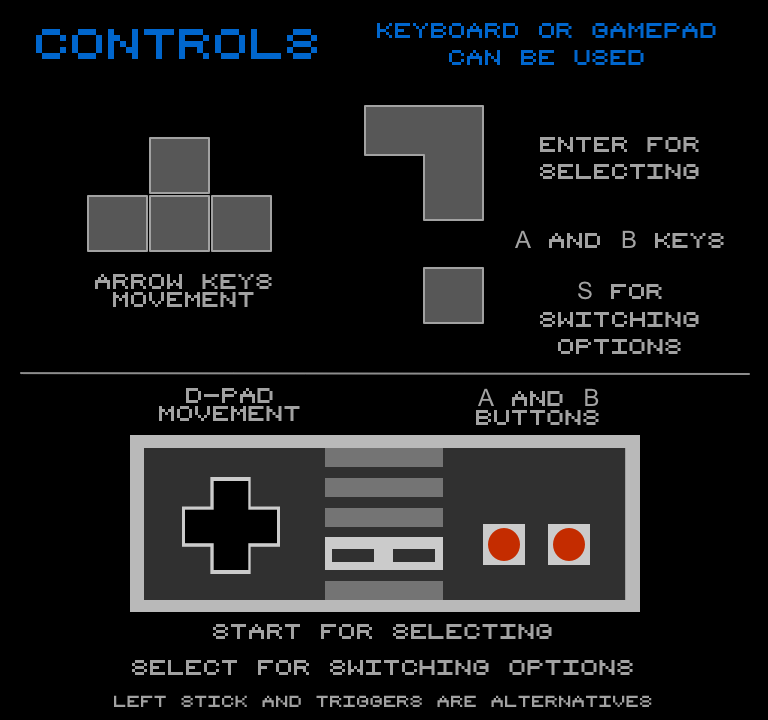 CONTROLS
KEYBOARD OR GAMEPAD
CAN BE USED
ENTER FOR
SELECTING
A AND B KEYS
ARROW KEYS
MOVEMENT
S FOR
SWITCHING
OPTIONS
D-PAD
MOVEMENT
A AND B
BUTTONS
START FOR SELECTING
SELECT FOR SWITCHING OPTIONS
LEFT STICK AND TRIGGERS ARE ALTERNATIVES